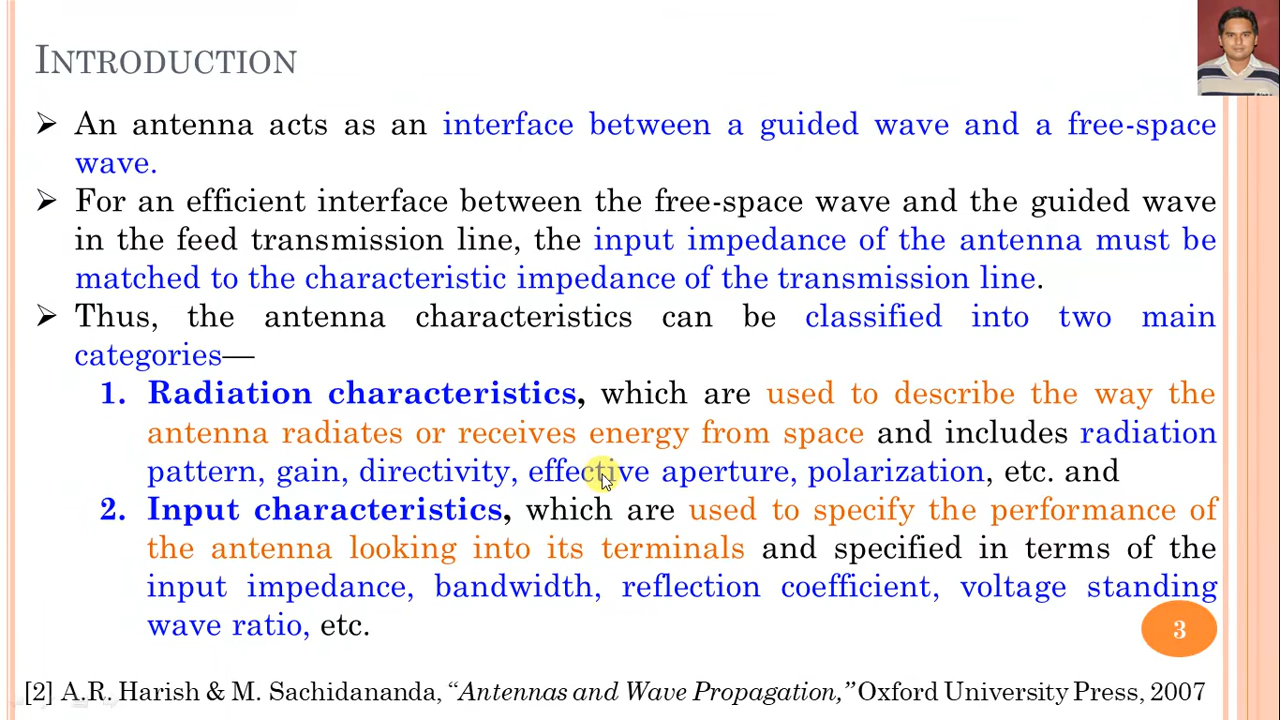 INTRODUCTION
➢ An antenna acts as an interface between a guided wave and a free-space
wave.
➢ For an efficient interface between the free-space wave and the guided wave
in the feed transmission line, the input impedance of the antenna must be
matched to the characteristic impedance of the transmission line.
➢ Thus, the antenna characteristics can be classified into two main
categories—
1. Radiation characteristics, which are used to describe the way the
antenna radiates or receives energy from space and includes radiation
pattern, gain, directivity, effective aperture, polarization, etc. and
2. Input characteristics, which are used to specify the performance of
the antenna looking into its terminals and specified in terms of the
input impedance, bandwidth, reflection coefficient, voltage standing
wave ratio, etc.
3
[2] A.R. Harish & M. Sachidananda, “Antennas and Wave Propagation,” Oxford University Press, 2007